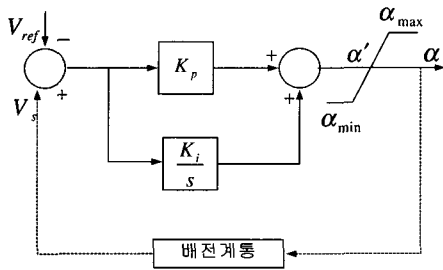 V_ref
−
+
V_s
K_p
+
+
α'
α_max
α
α_min
K_i
s
배전계통